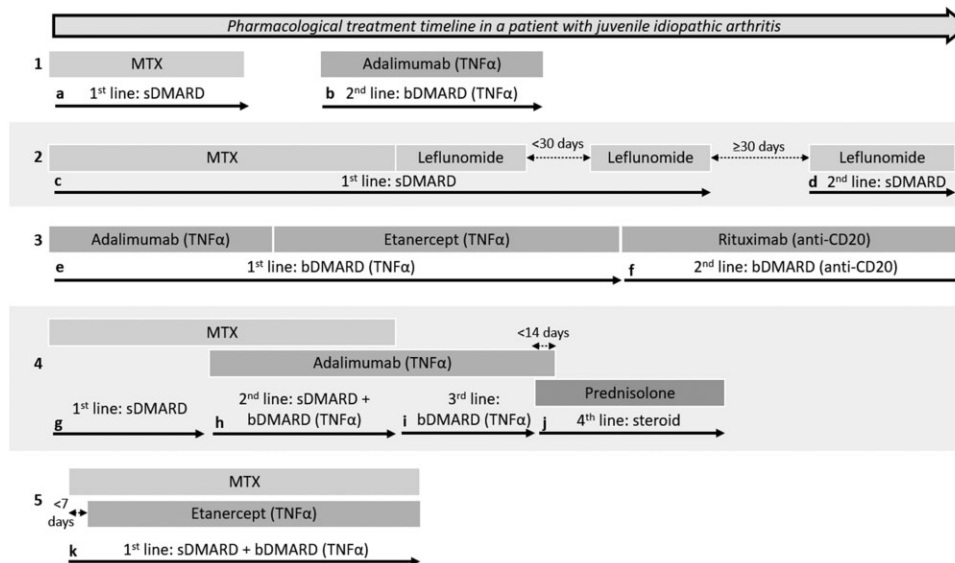 Pharmacological treatment timeline in a patient with juvenile idiopathic arthritis
1
MTX
Adalimumab (TNFα)
a 1st line: sDMARD
b 2nd line: bDMARD (TNFα)
2
MTX
Leflunomide
<30 days
Leflunomide
≥30 days
Leflunomide
c 1st line: sDMARD
d 2nd line: sDMARD
3
Adalimumab (TNFα)
Etanercept (TNFα)
Rituximab (anti-CD20)
e 1st line: bDMARD (TNFα)
f 2nd line: bDMARD (anti-CD20)
4
MTX
Adalimumab (TNFα)
<14 days
Prednisolone
g 1st line: sDMARD
h 2nd line: sDMARD +
bDMARD (TNFα)
i 3rd line:
bDMARD (TNFα)
j 4th line: steroid
5
MTX
<7
days
Etanercept (TNFα)
k 1st line: sDMARD + bDMARD (TNFα)